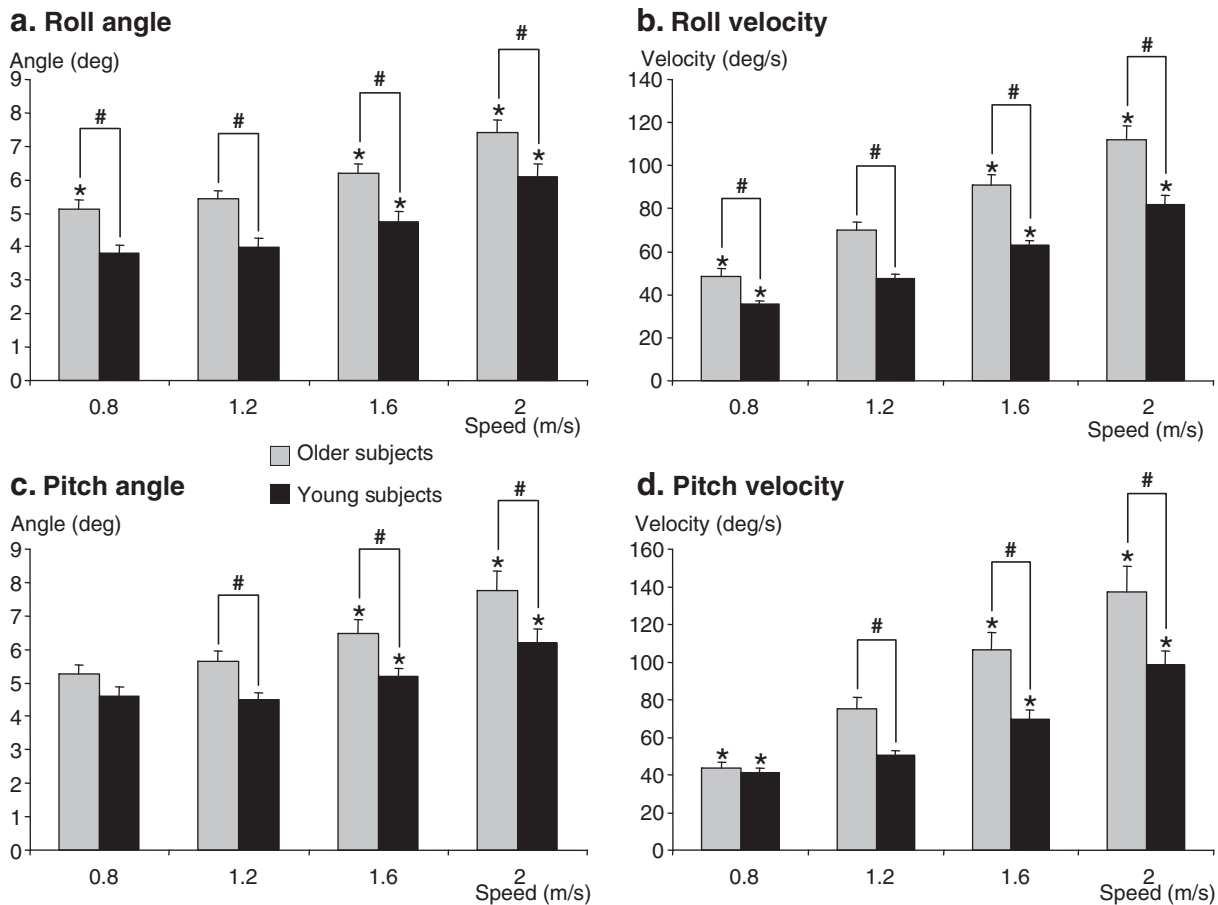 a. Roll angle
Angle (deg)
9
8
7
6
5
4
3
2
1
0
# # # #
* * * * *
0.8 1.2 1.6 2
Speed (m/s)
b. Roll velocity
Velocity (deg/s)
140
120
100
80
60
40
20
0
# # # #
* * * * * *
0.8 1.2 1.6 2
Speed (m/s)
Older subjects
Young subjects
c. Pitch angle
Angle (deg)
9
8
7
6
5
4
3
2
1
0
# # #
* * * *
0.8 1.2 1.6 2
Speed (m/s)
d. Pitch velocity
Velocity (deg/s)
160
140
120
100
80
60
40
20
0
# # #
* * * * * *
0.8 1.2 1.6 2
Speed (m/s)